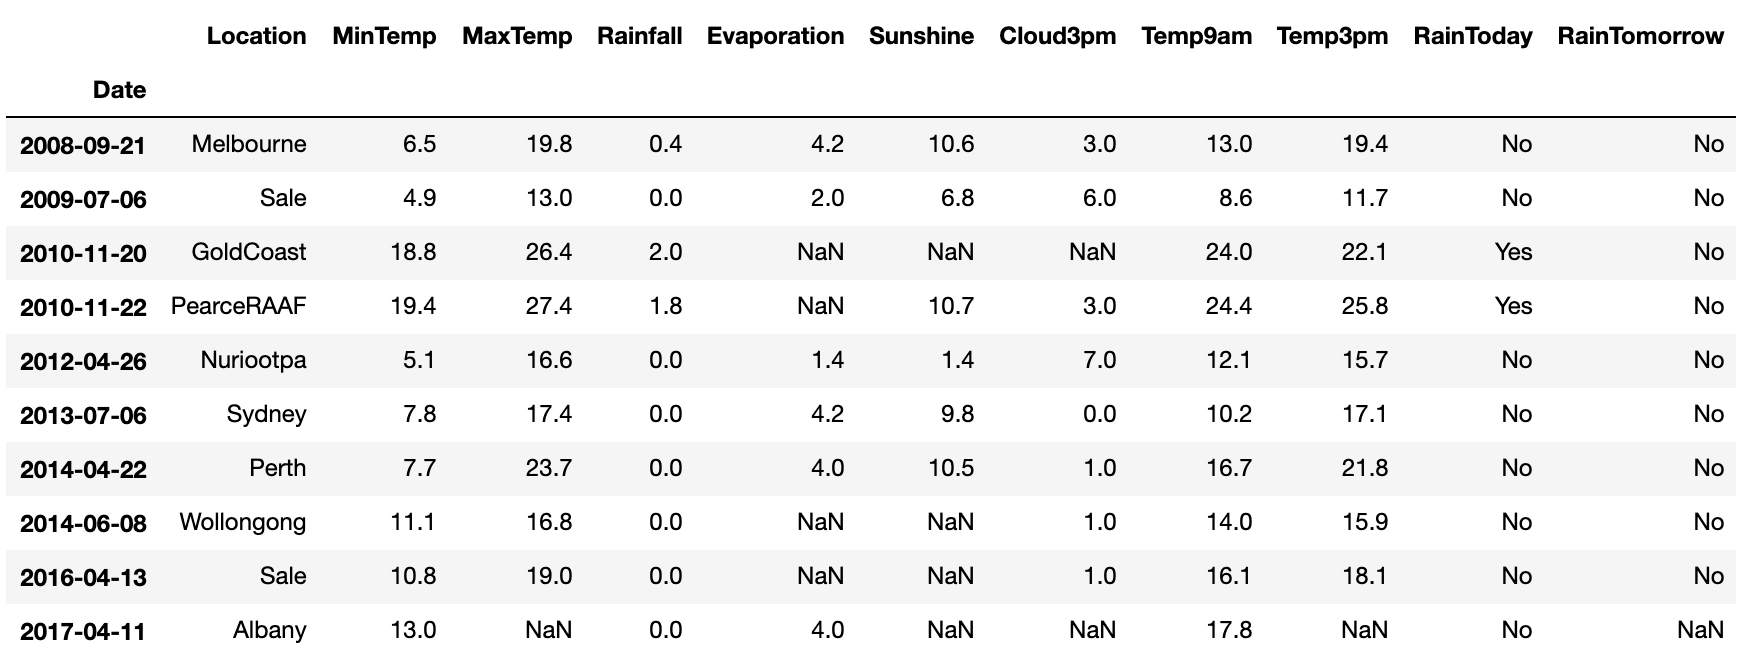 Location MinTemp MaxTemp Rainfall Evaporation Sunshine Cloud3pm Temp9am Temp3pm RainToday RainTomorrow
Date
2008-09-21 Melbourne 6.5 19.8 0.4 4.2 10.6 3.0 13.0 19.4 No No
2009-07-06 Sale 4.9 13.0 0.0 2.0 6.8 6.0 8.6 11.7 No No
2010-11-20 GoldCoast 18.8 26.4 2.0 NaN NaN NaN 24.0 22.1 Yes No
2010-11-22 PearceRAAF 19.4 27.4 1.8 NaN 10.7 3.0 24.4 25.8 Yes No
2012-04-26 Nuriootpa 5.1 16.6 0.0 1.4 1.4 7.0 12.1 15.7 No No
2013-07-06 Sydney 7.8 17.4 0.0 4.2 9.8 0.0 10.2 17.1 No No
2014-04-22 Perth 7.7 23.7 0.0 4.0 10.5 1.0 16.7 21.8 No No
2014-06-08 Wollongong 11.1 16.8 0.0 NaN NaN 1.0 14.0 15.9 No No
2016-04-13 Sale 10.8 19.0 0.0 NaN NaN 1.0 16.1 18.1 No No
2017-04-11 Albany 13.0 NaN 0.0 4.0 NaN NaN 17.8 NaN No NaN